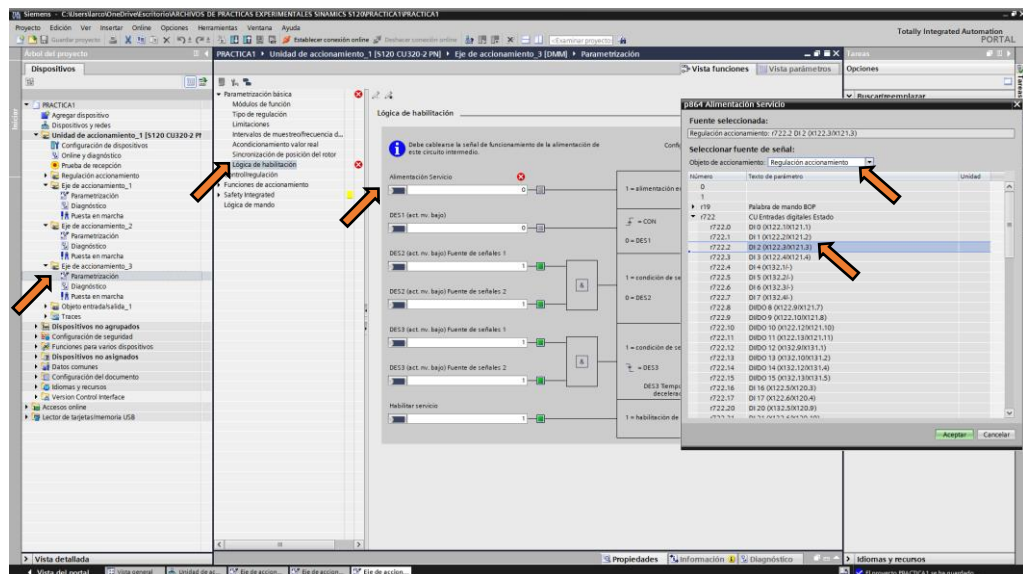 Siemens - C:\Users\arco\OneDrive\Escritorio\ARCHIVOS DE PRACTICAS EXPERIMENTALES SINAMICS S120\PRACTICA1\PRACTICA1
Proyecto Edición Ver Insertar Online Opciones Herramientas Ventana Ayuda
Totally Integrated Automation
PORTAL
Guardar proyecto
Establecer conexión online
Deshacer conexión online
<Examinar proyecto>
Árbol del proyecto
PRACTICA1 ▸ Unidad de accionamiento_1 [S120 CU320-2 PN] ▸ Eje de accionamiento_3 [DMM] ▸ Parametrización
Tareas
Dispositivos
Vista funciones
Vista parámetros
Opciones
Buscar/reemplazar
Inicio
PRACTICA1
Agregar dispositivo
Dispositivos y redes
Unidad de accionamiento_1 [S120 CU320-2 PN
Configuración de dispositivos
Online y diagnóstico
Prueba de recepción
Regulación accionamiento
Eje de accionamiento_1
Parametrización
Diagnóstico
Puesta en marcha
Eje de accionamiento_2
Parametrización
Diagnóstico
Puesta en marcha
Eje de accionamiento_3
Parametrización
Diagnóstico
Puesta en marcha
Objeto entrada/salida_1
Traces
Dispositivos no agrupados
Configuración de seguridad
Funciones para varios dispositivos
Dispositivos no asignados
Datos comunes
Configuración del documento
Idiomas y recursos
Version Control Interface
Accesos online
Lector de tarjetas/memoria USB
Parametrización básica
Módulos de función
Tipo de regulación
Limitaciones
Intervalos de muestreo/frecuencia d...
Acondicionamiento valor real
Sincronización de posición del rotor
Lógica de habilitación
Funciones de accionamiento
Safety Integrated
Lógica de mando
Lógica de habilitación
Debe cablearse la señal de funcionamiento de la alimentación de
este circuito intermedio.
Alimentación Servicio
0
1 = alimentación en
DES1 (act. nv. bajo)
0
= CON
0 = DES1
DES2 (act. nv. bajo) Fuente de señales 1
1
DES2 (act. nv. bajo) Fuente de señales 2
1
&
1 = condición de se
0 = DES2
DES3 (act. nv. bajo) Fuente de señales 1
1
DES3 (act. nv. bajo) Fuente de señales 2
1
&
1 = condición de se
= DES3
DES3 Tiemp
decelerac
Habilitar servicio
1
1 = habilitación de
p864 Alimentación Servicio
Fuente seleccionada:
Regulación accionamiento: r722.2 DI 2 (X122.3/X121.3)
Seleccionar fuente de señal:
Objeto de accionamiento: Regulación accionamiento
Número Texto de parámetro Unidad
0
1
r19 Palabra de mando BOP
r722 CU Entradas digitales Estado
r722.0 DI 0 (X122.1/X121.1)
r722.1 DI 1 (X122.2/X121.2)
r722.2 DI 2 (X122.3/X121.3)
r722.3 DI 3 (X122.4/X121.4)
r722.4 DI 4 (X132.1/-)
r722.5 DI 5 (X132.2/-)
r722.6 DI 6 (X132.3/-)
r722.7 DI 7 (X132.4/-)
r722.8 DI/DO 8 (X122.9/X121.7)
r722.9 DI/DO 9 (X122.10/X121.8)
r722.10 DI/DO 10 (X122.12/X121.10)
r722.11 DI/DO 11 (X122.13/X121.11)
r722.12 DI/DO 12 (X132.9/X131.1)
r722.13 DI/DO 13 (X132.10/X131.2)
r722.14 DI/DO 14 (X132.12/X131.4)
r722.15 DI/DO 15 (X132.13/X131.5)
r722.16 DI 16 (X122.5/X120.3)
r722.17 DI 17 (X122.6/X120.4)
r722.20 DI 20 (X132.5/X120.9)
r722.21 DI 21 (X132.6/X120.10)
Aceptar Cancelar
Propiedades Información Diagnóstico
Vista detallada
Idiomas y recursos
Vista del portal
Vista general
Unidad de ac...
Eje de accion...
Eje de accion...
Eje de accion...
El proyecto PRACTICA1 se ha guardado